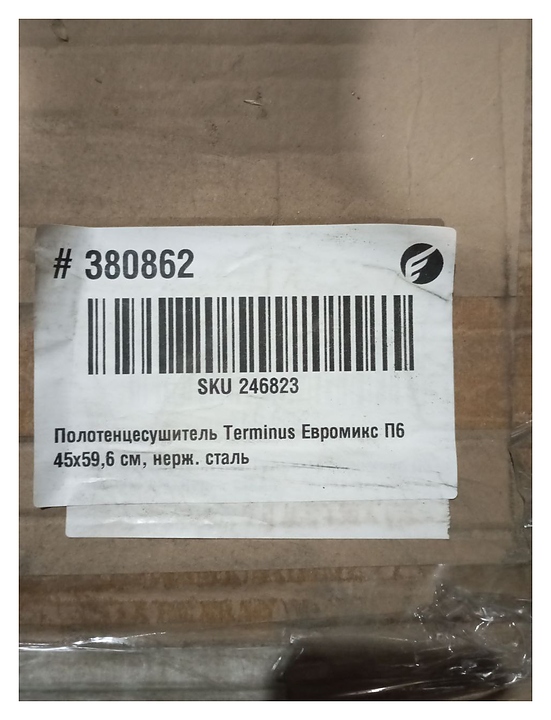 # 380862
SKU 246823
Полотенцесушитель Terminus Евромикс П6
45x59,6 см, нерж. сталь